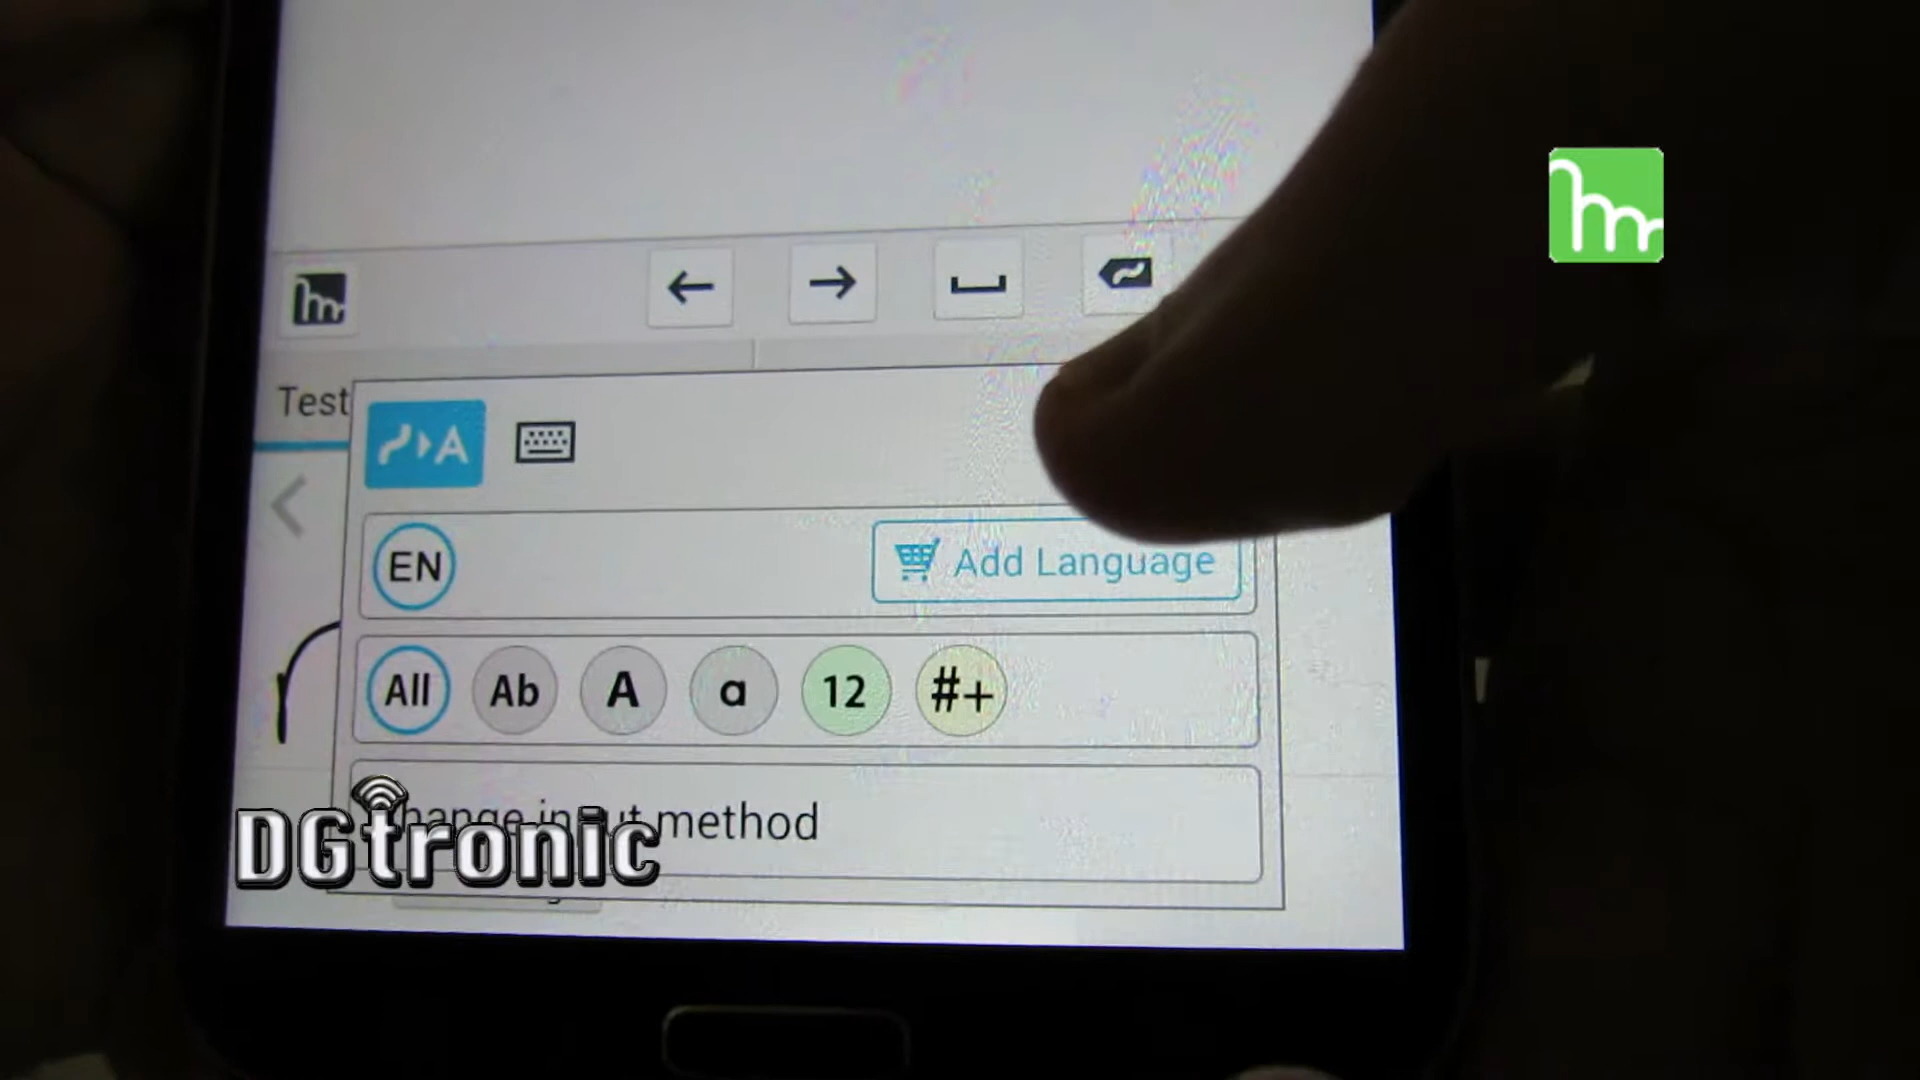 Test
A
EN
Add Language
All Ab A a 12 #+
Change input method
DGtronic